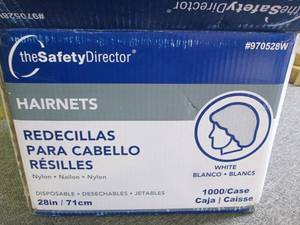 #970528W
theSafetyDirector®
#970528W
HAIRNETS
REDECILLAS
PARA CABELLO
RÉSILLES
Nylon • Nailon • Nylon
WHITE
BLANCO • BLANCS
DISPOSABLE • DESECHABLES • JETABLES
28in / 71cm
1000/Case
Caja | Caisse